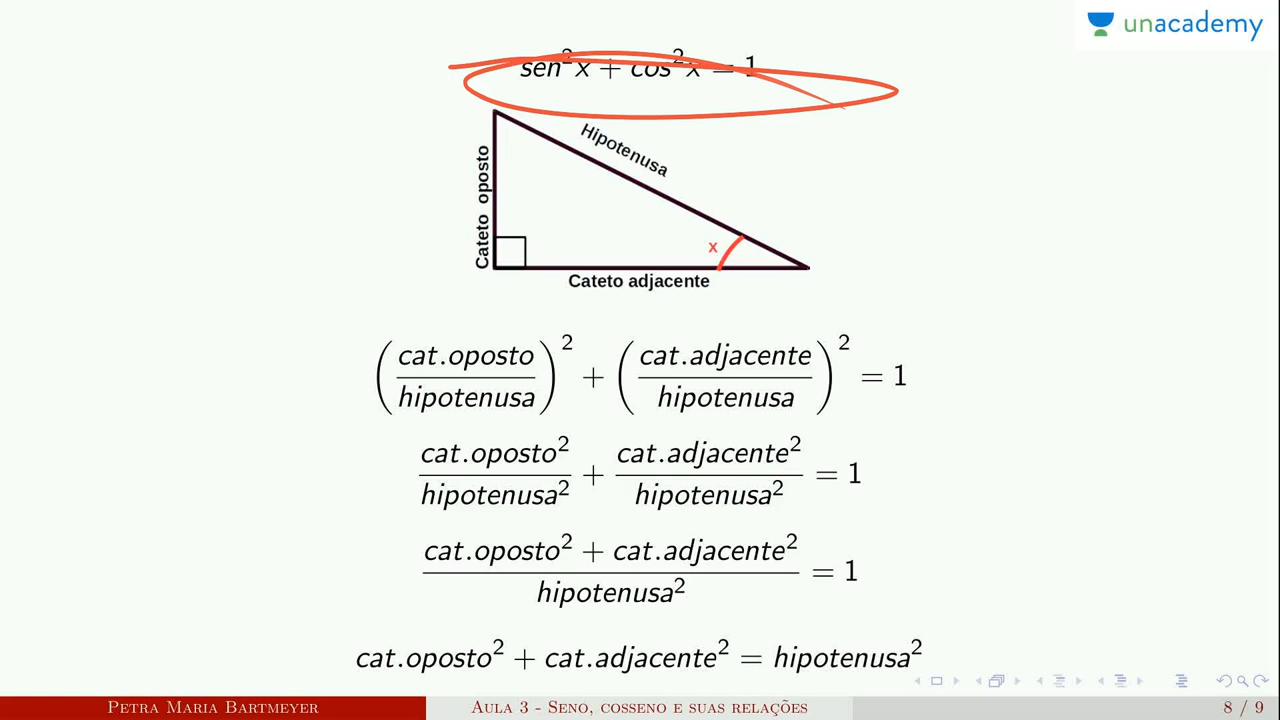 unacademy
sen²x + cos²x = 1
Hipotenusa
Cateto oposto
x
Cateto adjacente
(cat.oposto/hipotenusa)² + (cat.adjacente/hipotenusa)² = 1
cat.oposto²/hipotenusa² + cat.adjacente²/hipotenusa² = 1
(cat.oposto² + cat.adjacente²)/hipotenusa² = 1
cat.oposto² + cat.adjacente² = hipotenusa²
Petra Maria Bartmeyer Aula 3 - Seno, cosseno e suas relações 8 / 9